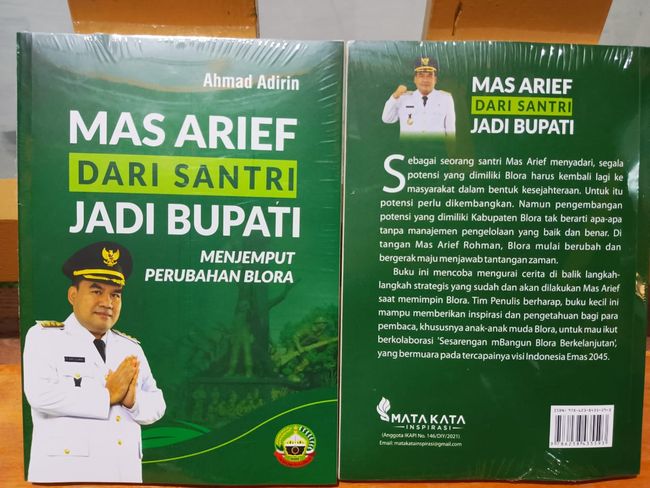 Ahmad Adirin
MAS ARIEF
DARI SANTRI
JADI BUPATI
MENJEMPUT
PERUBAHAN BLORA
MAS ARIEF
DARI SANTRI
JADI BUPATI
Sebagai seorang santri Mas Arief menyadari, segala
potensi yang dimiliki Blora harus kembali lagi ke
masyarakat dalam bentuk kesejahteraan. Untuk itu
potensi perlu dikembangkan. Namun pengembangan
potensi yang dimiliki Kabupaten Blora tak berarti apa-apa
tanpa manajemen pengelolaan yang baik dan benar. Di
tangan Mas Arief Rohman, Blora mulai berubah dan
bergerak maju menjawab tantangan zaman.
Buku ini mencoba mengurai cerita di balik langkah-
langkah strategis yang sudah dan akan dilakukan Mas Arief
saat memimpin Blora. Tim Penulis berharap, buku kecil ini
mampu memberikan inspirasi dan pengetahuan bagi para
pembaca, khususnya anak-anak muda Blora, untuk mau ikut
berkolaborasi 'Sesarengan mBangun Blora Berkelanjutan',
yang bermuara pada tercapainya visi Indonesia Emas 2045.
MATA KATA
INSPIRASI
(Anggota IKAPI No. 146/DIY/2021)
Email: matakatainspirasi@gmail.com